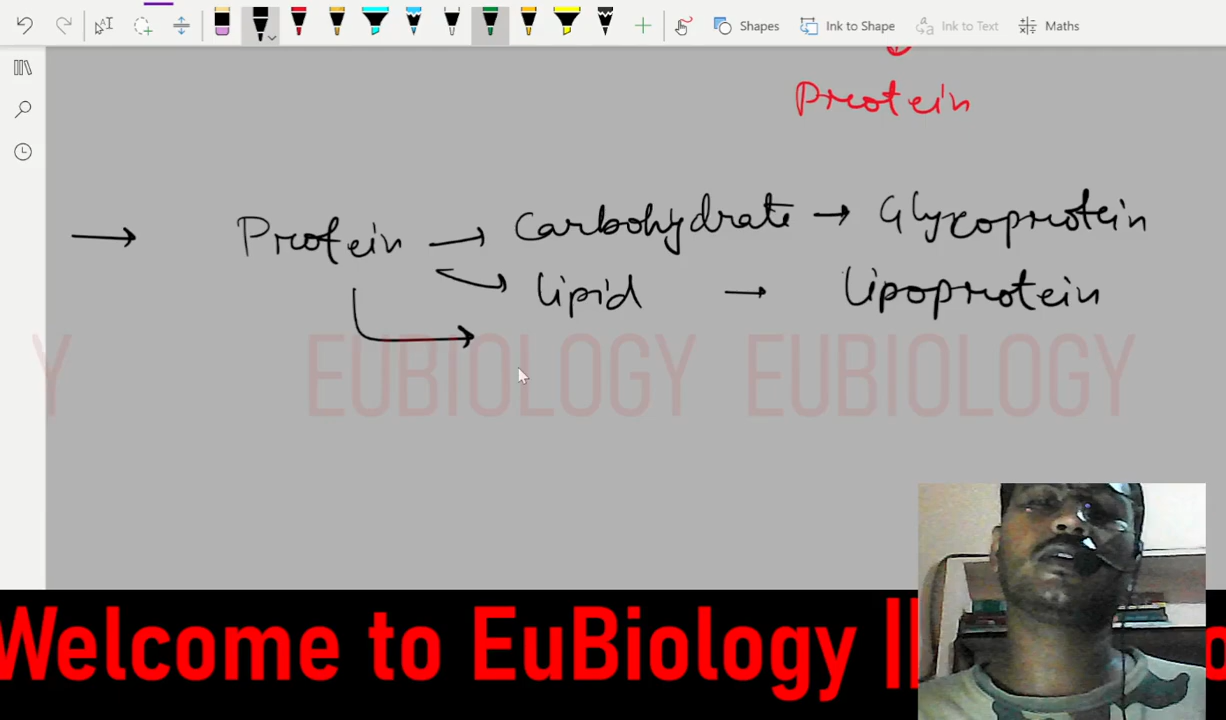 Shapes Ink to Shape Ink to Text Maths
Protein
→ Protein → Carbohydrate → Glycoprotein
→ lipid → Lipoprotein
EUBIOLOGY EUBIOLOGY
Welcome to EuBiology ||